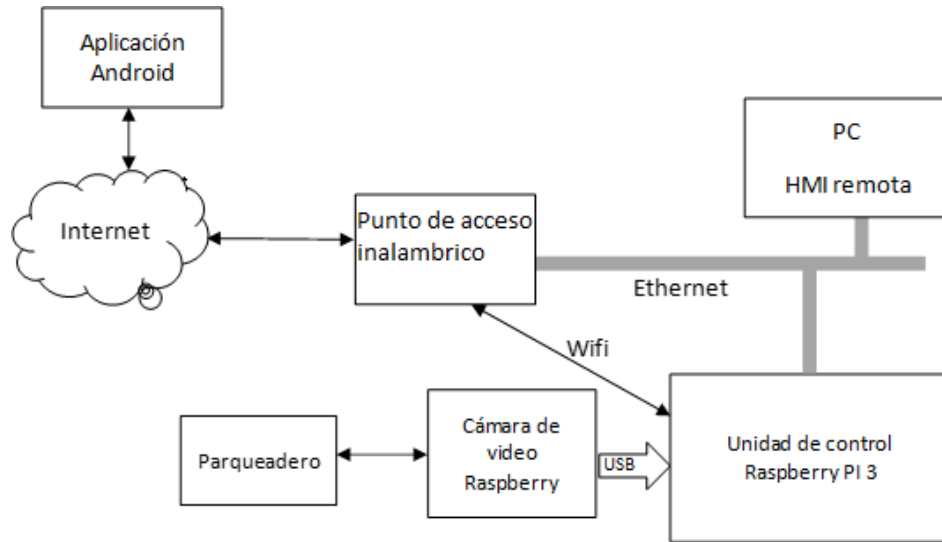 Aplicación
Android
PC
HMI remota
Internet
Punto de acceso
inalambrico
Ethernet
Wifi
Parqueadero
Cámara de
video
Raspberry
USB
Unidad de control
Raspberry PI 3